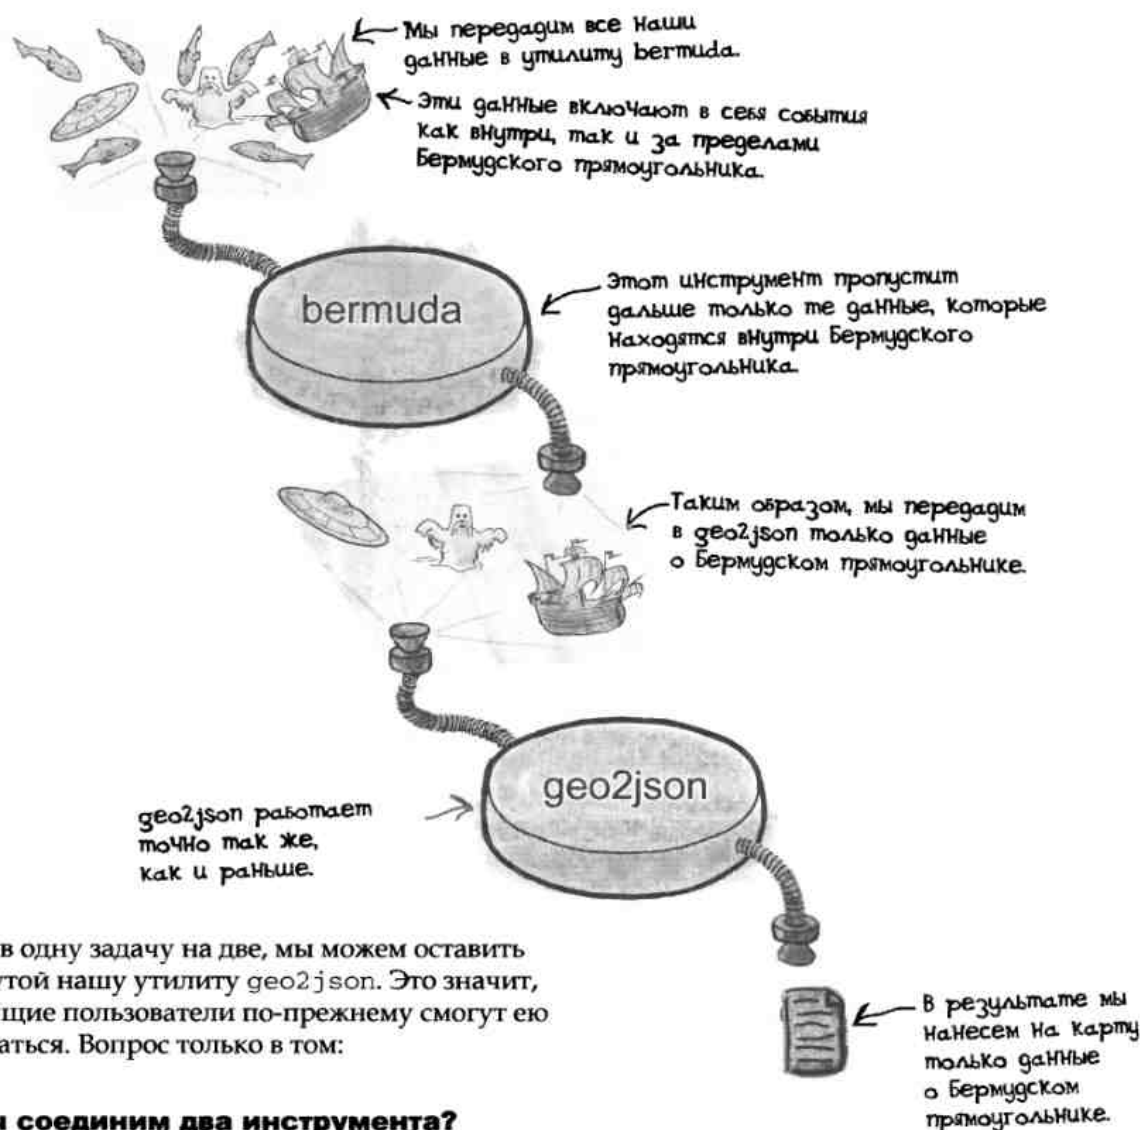 Мы передадим все наши
данные в утилиту bermuda.
Эти данные включают в себя события
как внутри, так и за пределами
Бермудского прямоугольника.
bermuda
Этот инструмент пропустит
дальше только те данные, которые
находятся внутри Бермудского
прямоугольника.
Таким образом, мы передадим
в geo2json только данные
о Бермудском прямоугольнике.
geo2json
geo2json работает
точно так же,
как и раньше.
в одну задачу на две, мы можем оставить
утой нашу утилиту geo2json. Это значит,
щие пользователи по-прежнему смогут ею
аться. Вопрос только в том:
ы соединим два инструмента?
В результате мы
нанесем на карту
только данные
о Бермудском
прямоугольнике.